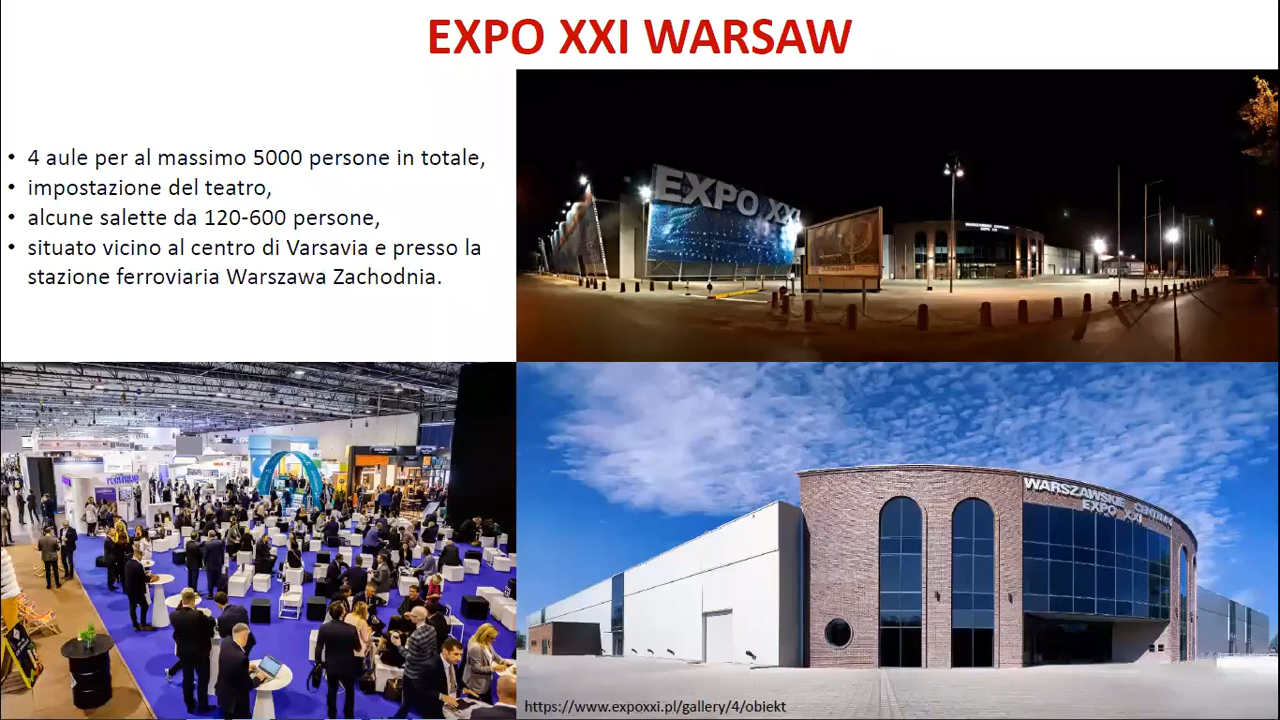 EXPO XXI WARSAW
• 4 aule per al massimo 5000 persone in totale,
• impostazione del teatro,
• alcune salette da 120-600 persone,
• situato vicino al centro di Varsavia e presso la
stazione ferroviaria Warszawa Zachodnia.
EXPO XXI
WARSZAWSKIE CENTRUM
EXPO XXI
https://www.expoxxi.pl/gallery/4/obiekt